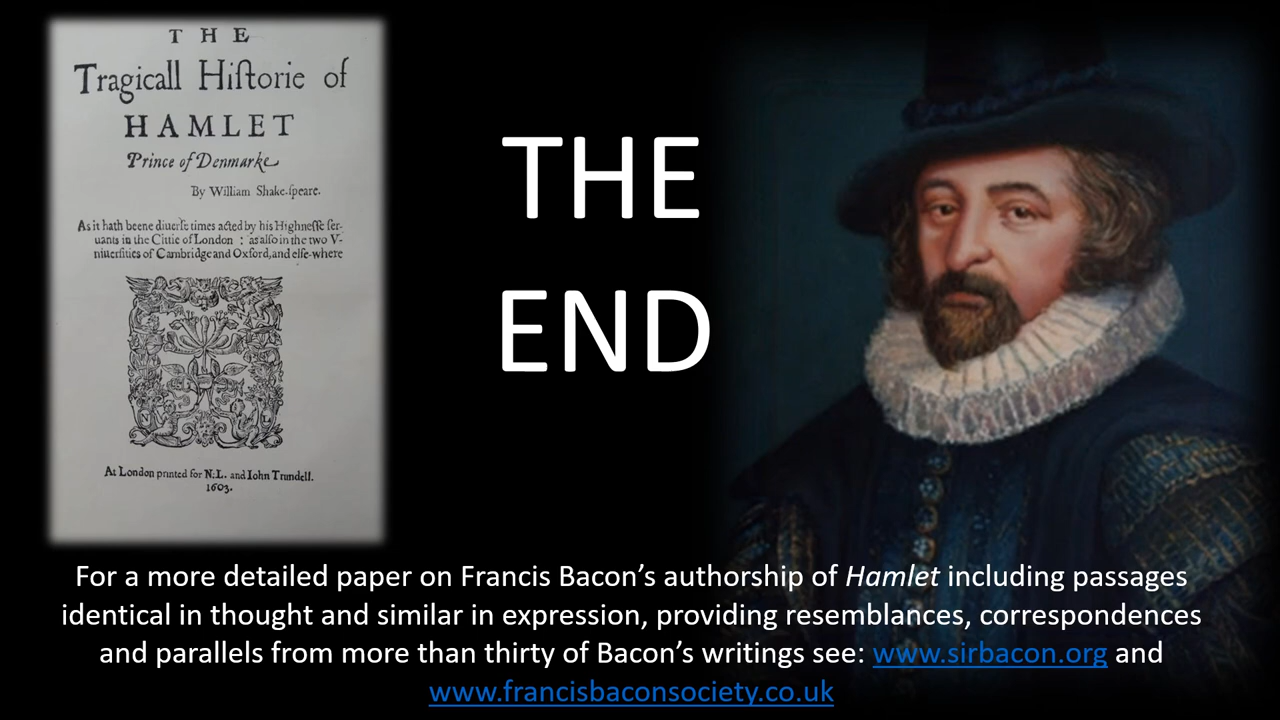 THE
Tragicall Hiſtorie of
HAMLET
Prince of Denmarke
By William Shake-ſpeare.
As it hath beene diuerſe times acted by his Highneſſe ſer-
uants in the Cittie of London : as alſo in the two V-
niuerſities of Cambridge and Oxford, and elſe-where
At London printed for N.L. and Iohn Trundell.
1603.
THE
END
For a more detailed paper on Francis Bacon’s authorship of Hamlet including passages
identical in thought and similar in expression, providing resemblances, correspondences
and parallels from more than thirty of Bacon’s writings see: www.sirbacon.org and
www.francisbaconsociety.co.uk